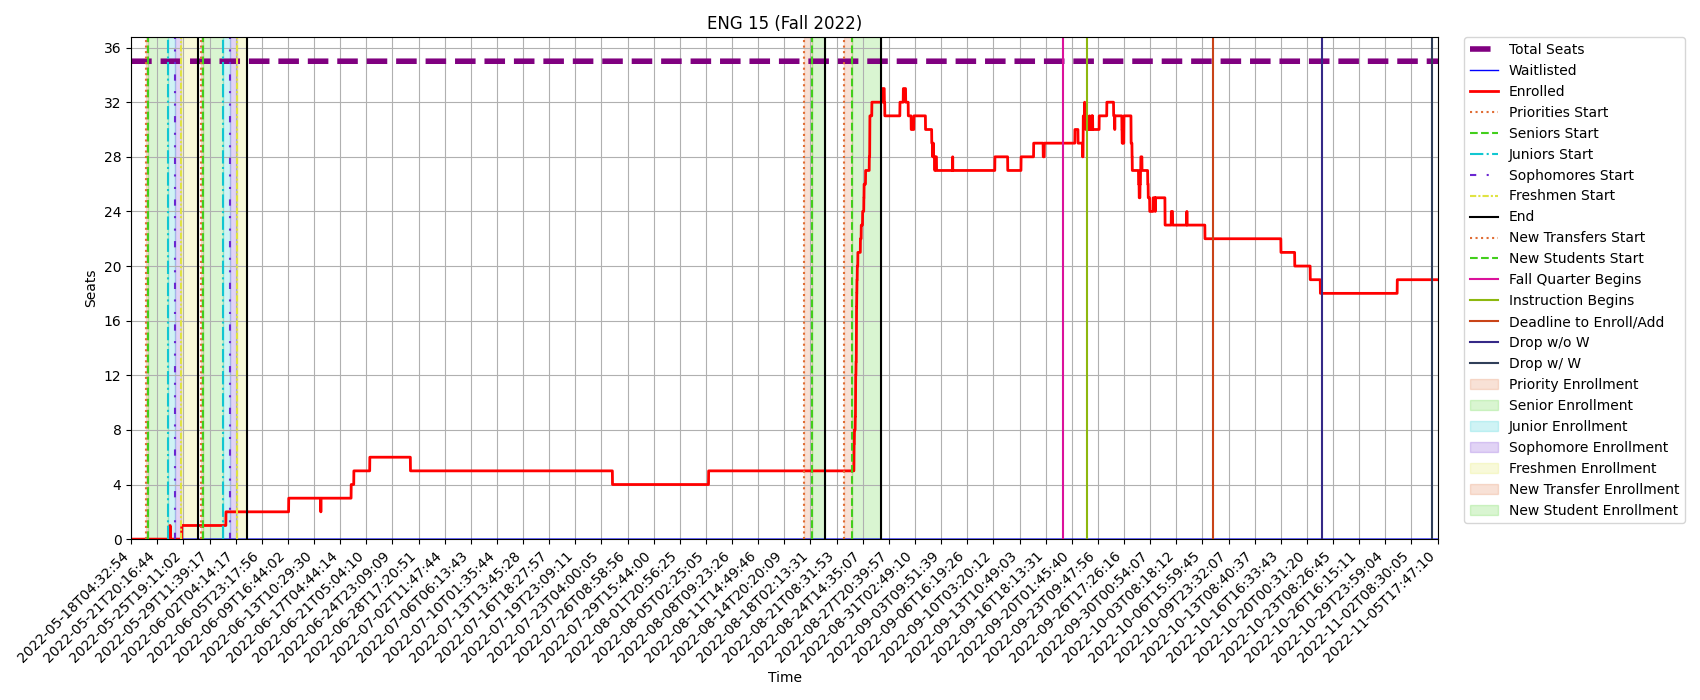 ENG 15 (Fall 2022)
36
32
28
24
20
16
12
8
4
0
Seats
2022-05-18T04:32:54
2022-05-21T20:16:44
2022-05-25T19:11:02
2022-05-29T11:39:17
2022-06-02T04:14:17
2022-06-05T23:17:56
2022-06-09T16:44:02
2022-06-13T10:29:30
2022-06-17T04:44:14
2022-06-21T05:04:10
2022-06-24T23:09:09
2022-06-28T17:20:51
2022-07-02T11:47:44
2022-07-06T06:13:43
2022-07-10T01:35:44
2022-07-13T13:45:28
2022-07-16T18:27:57
2022-07-19T23:09:11
2022-07-23T04:00:05
2022-07-26T08:58:56
2022-07-29T15:44:00
2022-08-01T20:56:25
2022-08-05T02:25:05
2022-08-08T09:23:26
2022-08-11T14:49:46
2022-08-14T20:20:09
2022-08-18T02:13:31
2022-08-21T08:31:53
2022-08-24T14:35:07
2022-08-27T20:39:57
2022-08-31T02:49:10
2022-09-03T09:51:39
2022-09-06T16:19:26
2022-09-10T03:20:12
2022-09-13T10:49:03
2022-09-16T18:13:31
2022-09-20T01:45:40
2022-09-23T09:47:56
2022-09-26T17:26:16
2022-09-30T00:54:07
2022-10-03T08:18:12
2022-10-06T15:59:45
2022-10-09T23:32:07
2022-10-13T08:40:37
2022-10-16T16:33:43
2022-10-20T00:31:20
2022-10-23T08:26:45
2022-10-26T16:15:11
2022-10-29T23:59:04
2022-11-02T08:30:05
2022-11-05T17:47:10
Time
Total Seats
Waitlisted
Enrolled
Priorities Start
Seniors Start
Juniors Start
Sophomores Start
Freshmen Start
End
New Transfers Start
New Students Start
Fall Quarter Begins
Instruction Begins
Deadline to Enroll/Add
Drop w/o W
Drop w/ W
Priority Enrollment
Senior Enrollment
Junior Enrollment
Sophomore Enrollment
Freshmen Enrollment
New Transfer Enrollment
New Student Enrollment